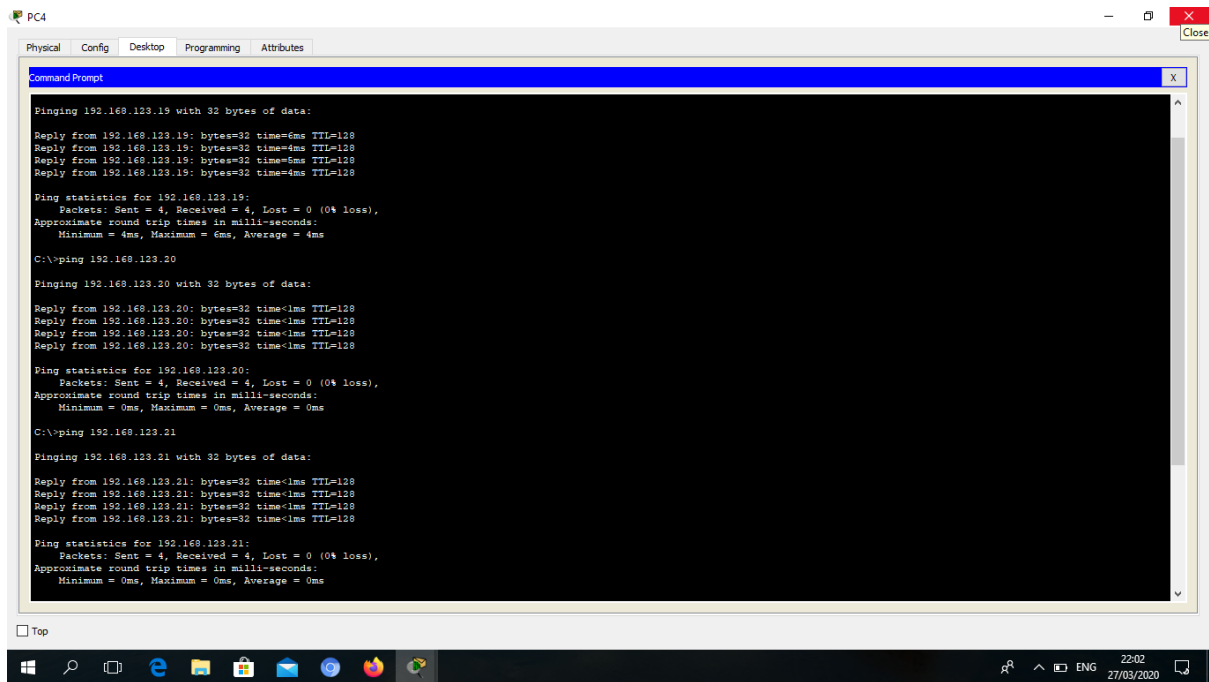 PC4
Close
Physical Config Desktop Programming Attributes
Command Prompt
X
Pinging 192.168.123.19 with 32 bytes of data:
Reply from 192.168.123.19: bytes=32 time=6ms TTL=128
Reply from 192.168.123.19: bytes=32 time=4ms TTL=128
Reply from 192.168.123.19: bytes=32 time=5ms TTL=128
Reply from 192.168.123.19: bytes=32 time=4ms TTL=128
Ping statistics for 192.168.123.19:
Packets: Sent = 4, Received = 4, Lost = 0 (0% loss),
Approximate round trip times in milli-seconds:
Minimum = 4ms, Maximum = 6ms, Average = 4ms
C:\>ping 192.168.123.20
Pinging 192.168.123.20 with 32 bytes of data:
Reply from 192.168.123.20: bytes=32 time<1ms TTL=128
Reply from 192.168.123.20: bytes=32 time<1ms TTL=128
Reply from 192.168.123.20: bytes=32 time<1ms TTL=128
Reply from 192.168.123.20: bytes=32 time<1ms TTL=128
Ping statistics for 192.168.123.20:
Packets: Sent = 4, Received = 4, Lost = 0 (0% loss),
Approximate round trip times in milli-seconds:
Minimum = 0ms, Maximum = 0ms, Average = 0ms
C:\>ping 192.168.123.21
Pinging 192.168.123.21 with 32 bytes of data:
Reply from 192.168.123.21: bytes=32 time<1ms TTL=128
Reply from 192.168.123.21: bytes=32 time<1ms TTL=128
Reply from 192.168.123.21: bytes=32 time<1ms TTL=128
Reply from 192.168.123.21: bytes=32 time<1ms TTL=128
Ping statistics for 192.168.123.21:
Packets: Sent = 4, Received = 4, Lost = 0 (0% loss),
Approximate round trip times in milli-seconds:
Minimum = 0ms, Maximum = 0ms, Average = 0ms
Top
ENG
22:02
27/03/2020